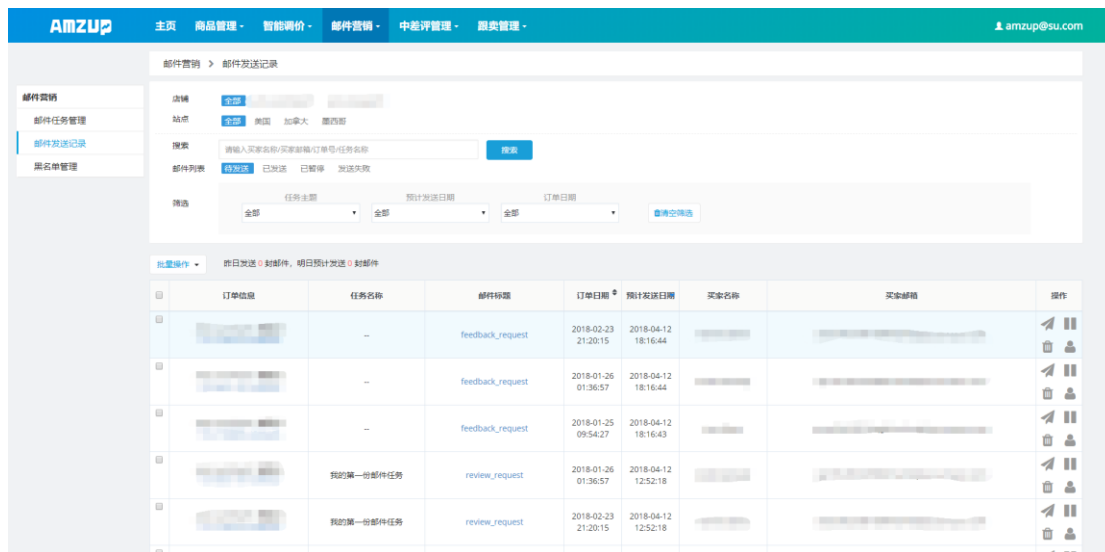 AMZUP 主页 商品管理 智能调价 邮件营销 中差评管理 跟卖管理 amzup@su.com
邮件营销 > 邮件发送记录
邮件营销
邮件任务管理
邮件发送记录
黑名单管理
店铺 全部
站点 全部 美国 加拿大 墨西哥
搜索 请输入买家名称/买家邮箱/订单号/任务名称 搜索
邮件列表 待发送 已发送 已暂停 发送失败
任务主题 预计发送日期 订单日期
筛选 全部 全部 全部 清空筛选
批量操作 昨日发送 0 封邮件，明日预计发送 0 封邮件
订单信息 任务名称 邮件标题 订单日期 预计发送日期 买家名称 买家邮箱 操作
-- feedback_request 2018-02-23 2018-04-12
21:20:15 18:16:44
-- feedback_request 2018-01-26 2018-04-12
01:36:57 18:16:44
-- feedback_request 2018-01-25 2018-04-12
09:54:27 18:16:43
我的第一份邮件任务 review_request 2018-01-26 2018-04-12
01:36:57 12:52:18
我的第一份邮件任务 review_request 2018-02-23 2018-04-12
21:20:15 12:52:18